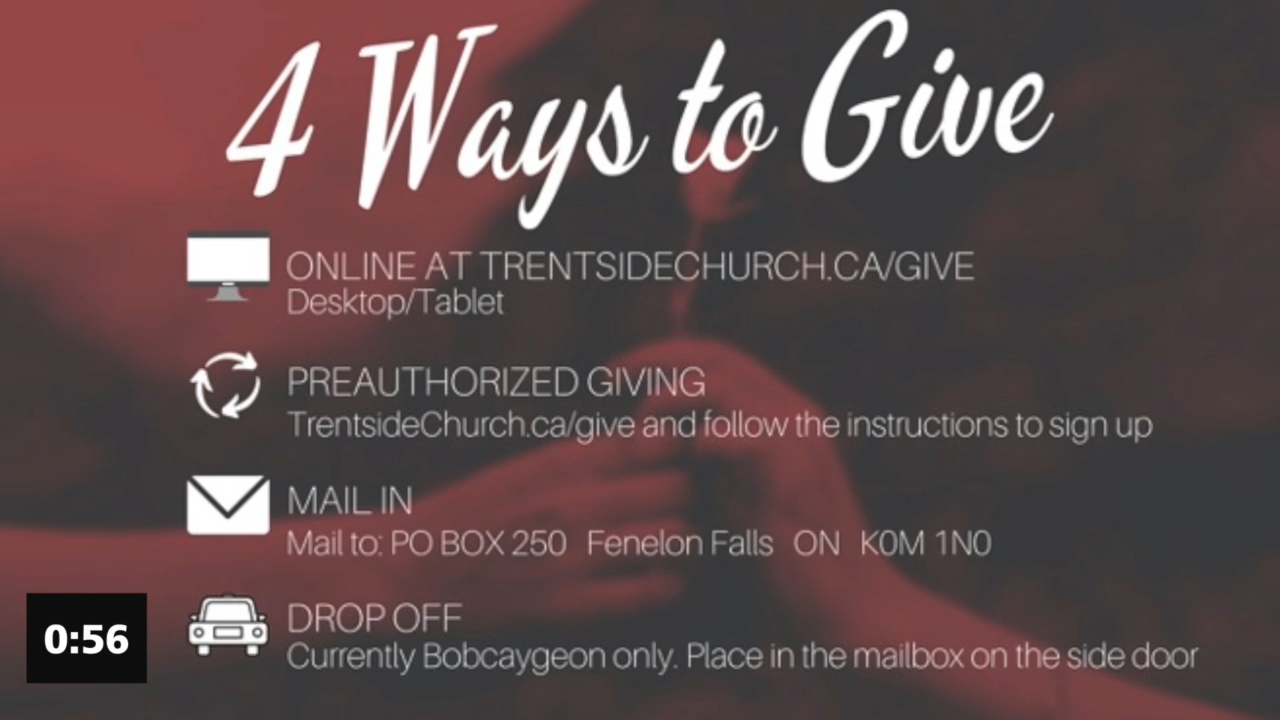 4 Ways to Give
ONLINE AT TRENTSIDECHURCH.CA/GIVE
Desktop/Tablet
PREAUTHORIZED GIVING
TrentsideChurch.ca/give and follow the instructions to sign up
MAIL IN
Mail to: PO BOX 250 Fenelon Falls ON K0M 1N0
DROP OFF
Currently Bobcaygeon only. Place in the mailbox on the side door
0:56